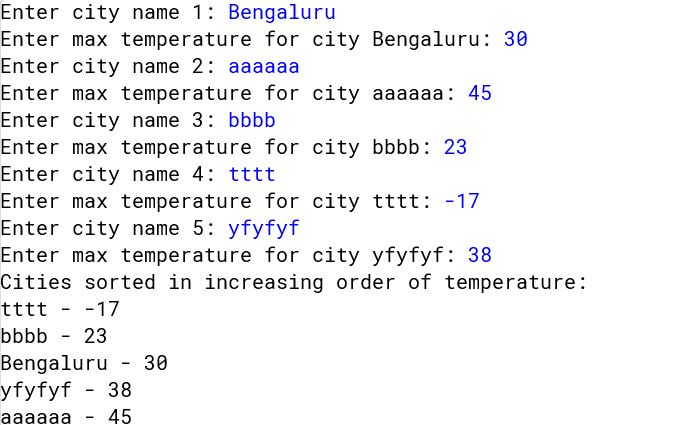 Enter city name 1: Bengaluru
Enter max temperature for city Bengaluru: 30
Enter city name 2: aaaaaa
Enter max temperature for city aaaaaa: 45
Enter city name 3: bbbb
Enter max temperature for city bbbb: 23
Enter city name 4: tttt
Enter max temperature for city tttt: -17
Enter city name 5: yfyfyf
Enter max temperature for city yfyfyf: 38
Cities sorted in increasing order of temperature:
tttt - -17
bbbb - 23
Bengaluru - 30
yfyfyf - 38
aaaaaa - 45